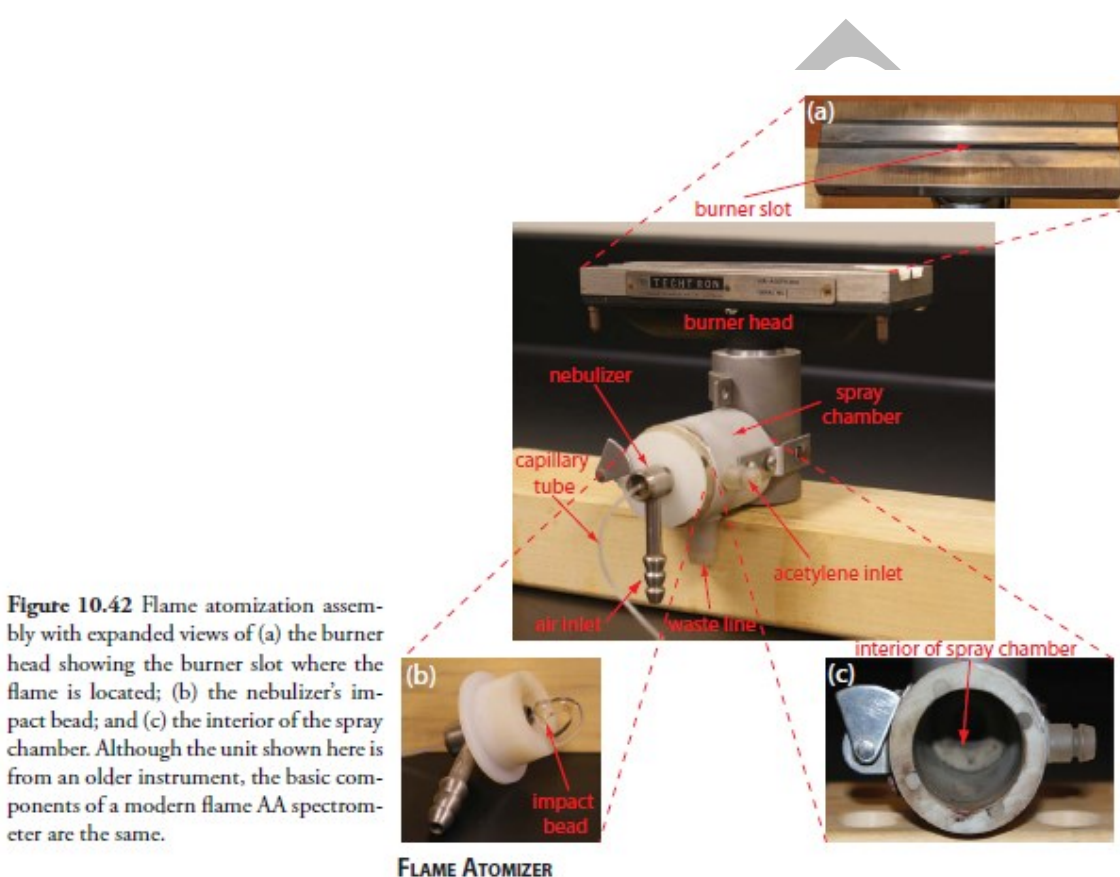 (a)
burner slot
TECHTRON
burner head
nebulizer
spray
chamber
capillary
tube
acetylene inlet
air inlet
waste line
interior of spray chamber
(b)
(c)
impact
bead
Figure 10.42 Flame atomization assem-
bly with expanded views of (a) the burner
head showing the burner slot where the
flame is located; (b) the nebulizer's im-
pact bead; and (c) the interior of the spray
chamber. Although the unit shown here is
from an older instrument, the basic com-
ponents of a modern flame AA spectrom-
eter are the same.
FLAME ATOMIZER